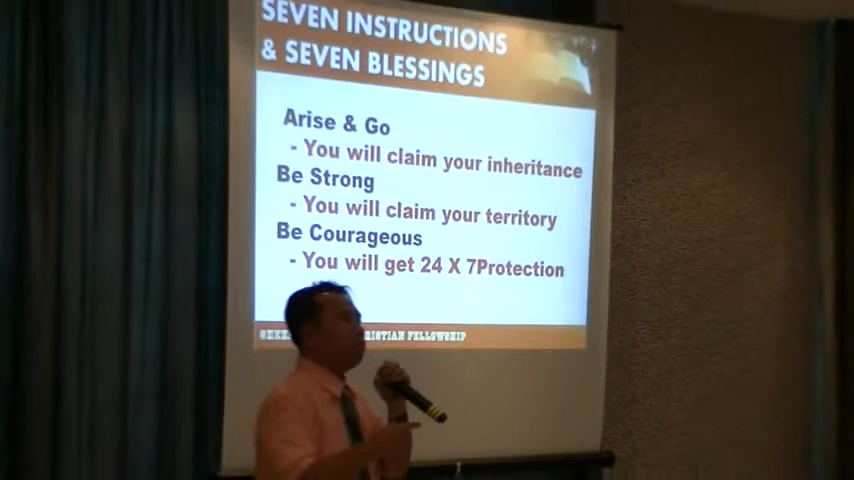 SEVEN INSTRUCTIONS
& SEVEN BLESSINGS
Arise & Go
- You will claim your inheritance
Be Strong
- You will claim your territory
Be Courageous
- You will get 24 X 7Protection
FELLOWSHIP